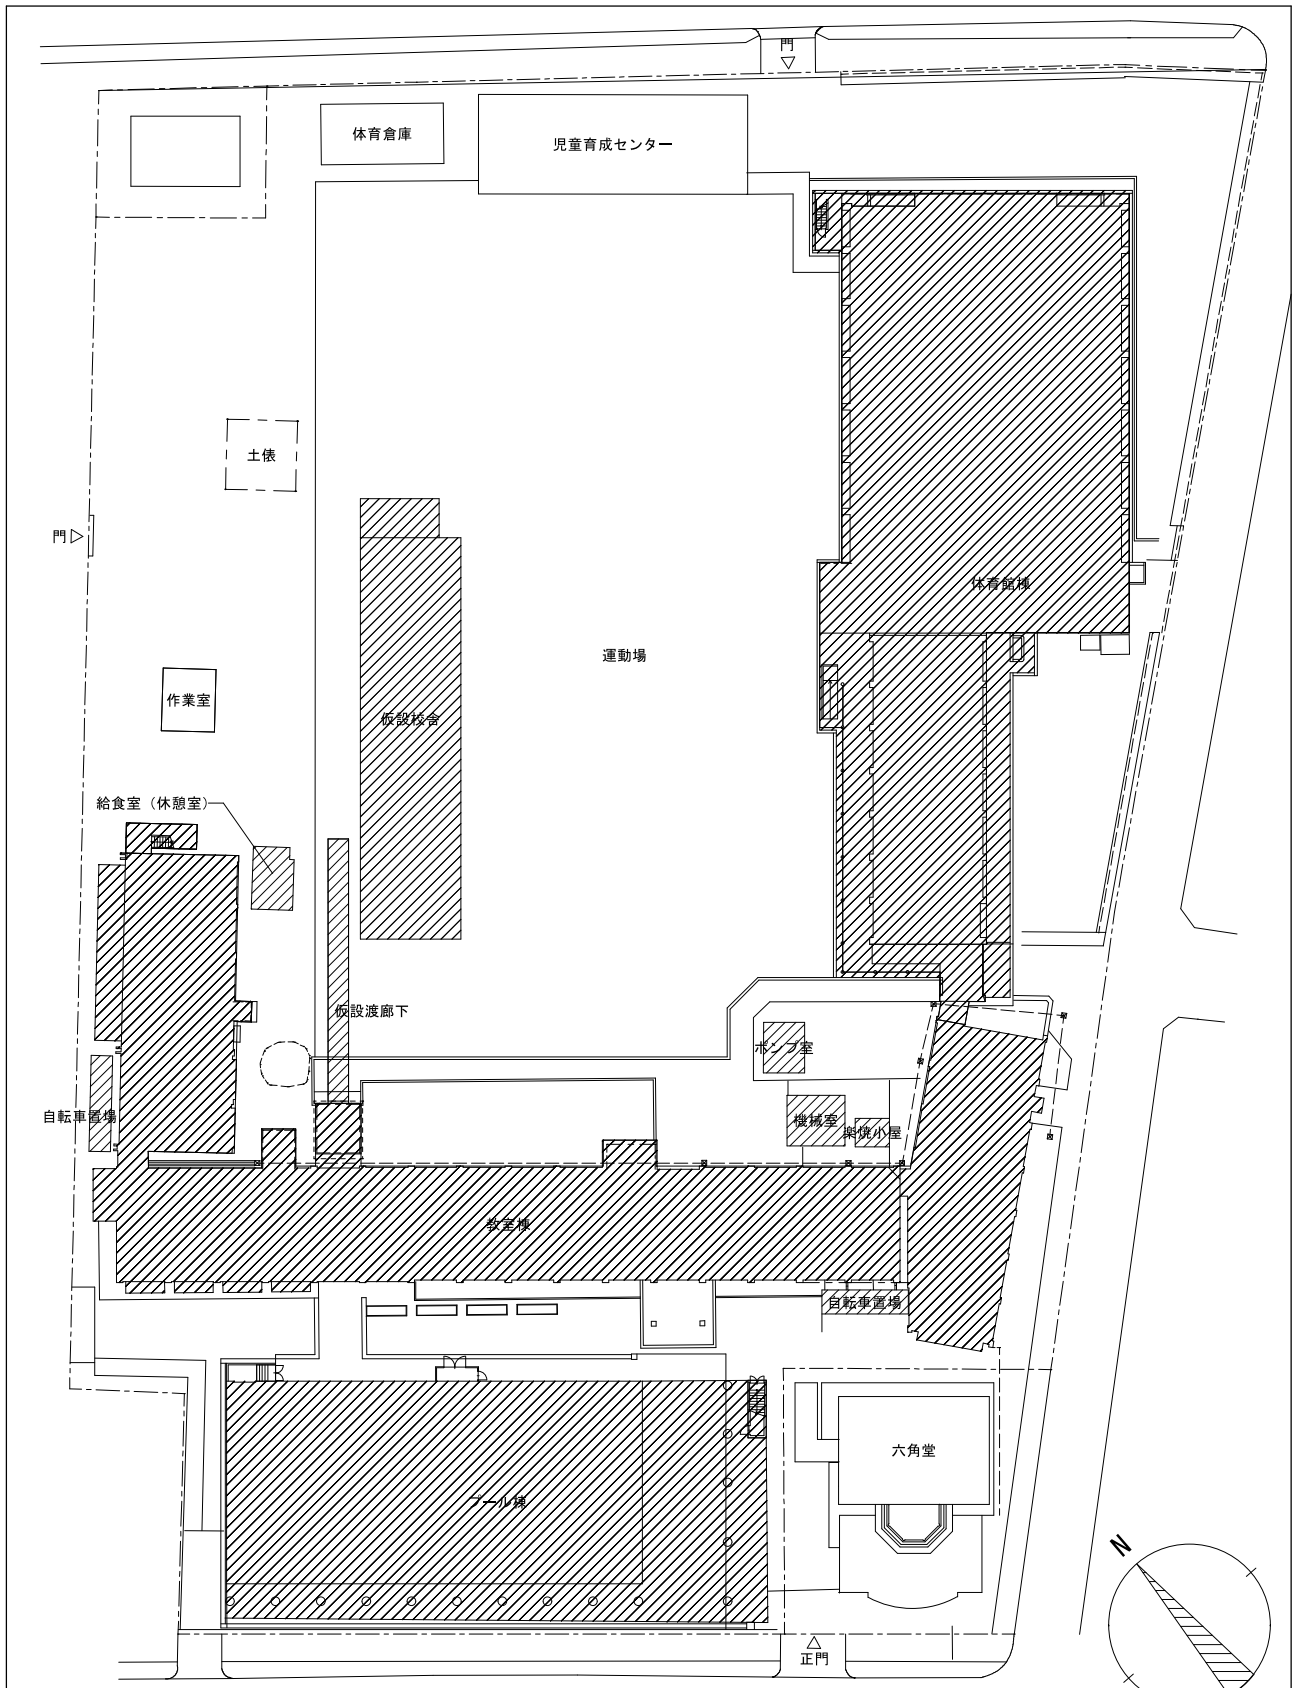 門
体育倉庫
児童育成センター
土俵
門
体育館棟
運動場
作業室
仮設校舎
給食室（休憩室）
仮設渡廊下
ポンプ室
自転車置場
機械室
楽焼小屋
教室棟
自転車置場
六角堂
プール棟
N
正門